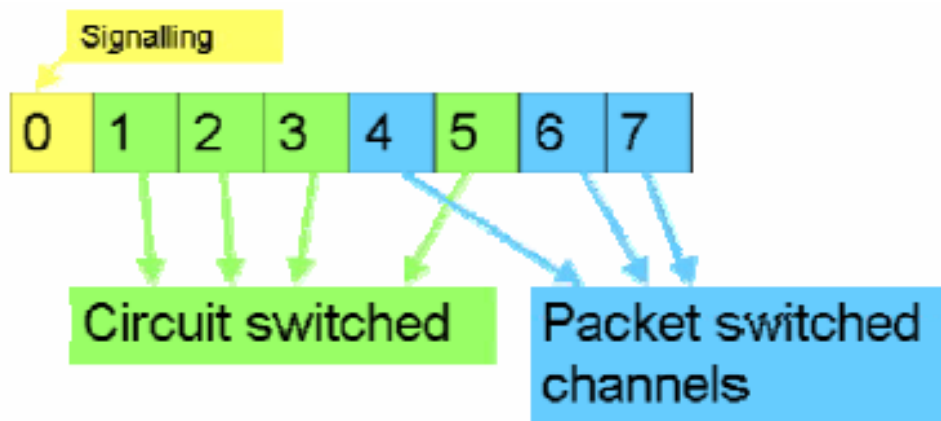 Signalling
0 1 2 3 4 5 6 7
Circuit switched
Packet switched
channels